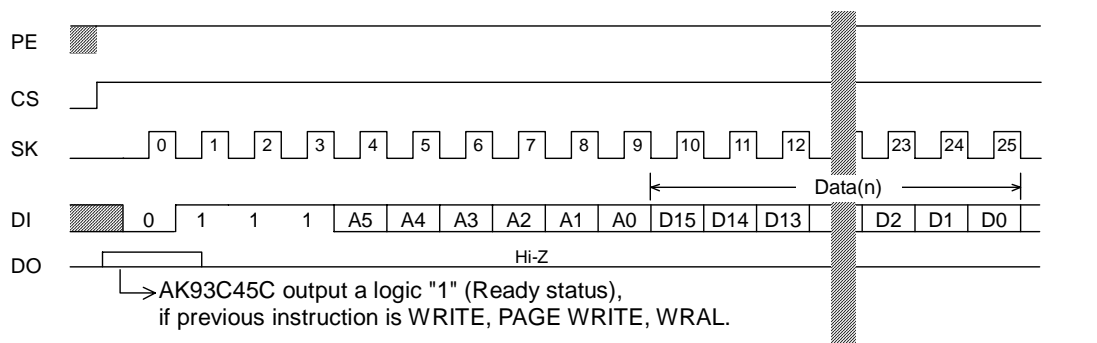 PE
CS
SK 0 1 2 3 4 5 6 7 8 9 10 11 12 23 24 25
Data(n)
DI 0 1 1 1 A5 A4 A3 A2 A1 A0 D15 D14 D13 D2 D1 D0
DO Hi-Z
AK93C45C output a logic "1" (Ready status),
if previous instruction is WRITE, PAGE WRITE, WRAL.